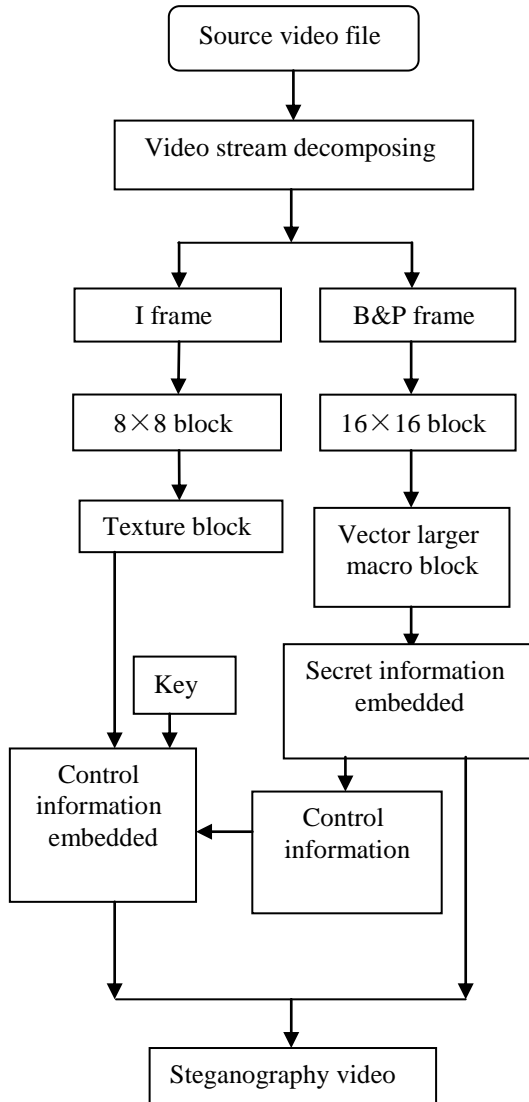 Source video file
Video stream decomposing
I frame
B&P frame
8×8 block
16×16 block
Texture block
Vector larger
macro block
Key
Secret information
embedded
Control
information
embedded
Control
information
Steganography video